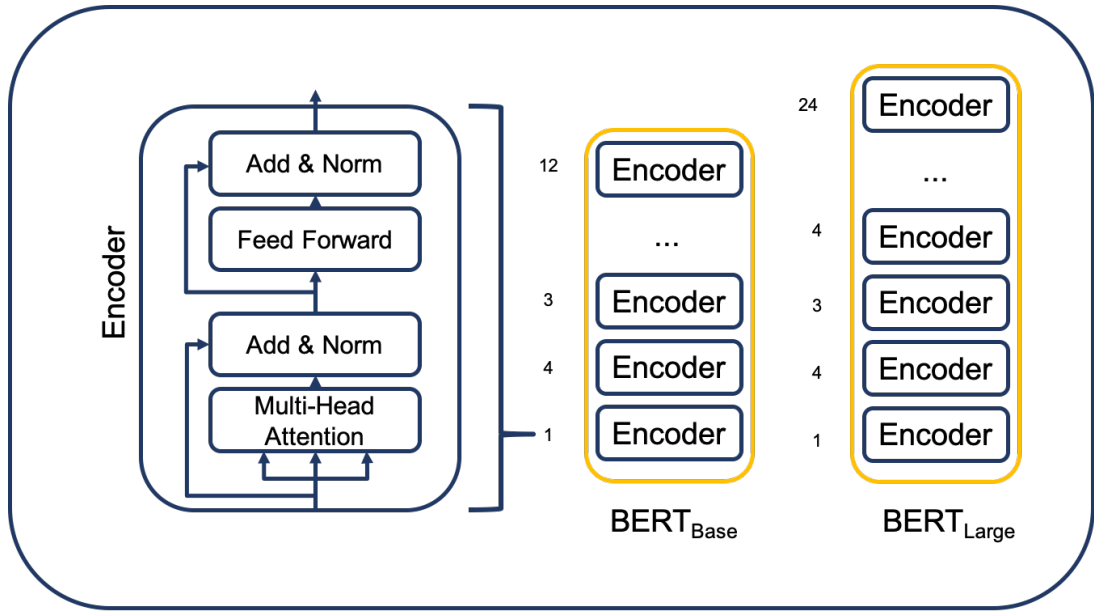 Encoder
Add & Norm
Feed Forward
Add & Norm
Multi-Head
Attention
12
Encoder
...
3
Encoder
4
Encoder
1
Encoder
BERTBase
24
Encoder
...
4
Encoder
3
Encoder
4
Encoder
1
Encoder
BERTLarge